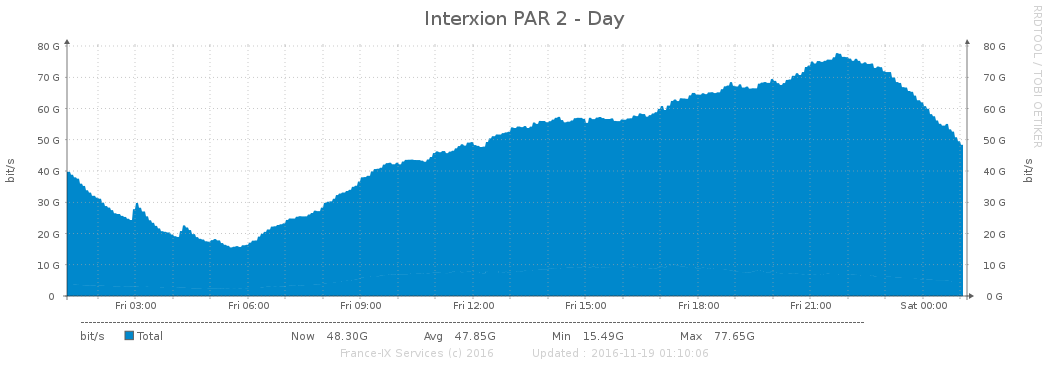 Interxion PAR 2 - Day
RRDTOOL / TOBI OETIKER
bit/s
80 G 80 G
70 G 70 G
60 G 60 G
50 G 50 G
40 G 40 G
30 G 30 G
20 G 20 G
10 G 10 G
0 0 G
bit/s
Fri 03:00 Fri 06:00 Fri 09:00 Fri 12:00 Fri 15:00 Fri 18:00 Fri 21:00 Sat 00:00
bit/s Total Now 48.30G Avg 47.85G Min 15.49G Max 77.65G
France-IX Services (c) 2016 Updated : 2016-11-19 01:10:06